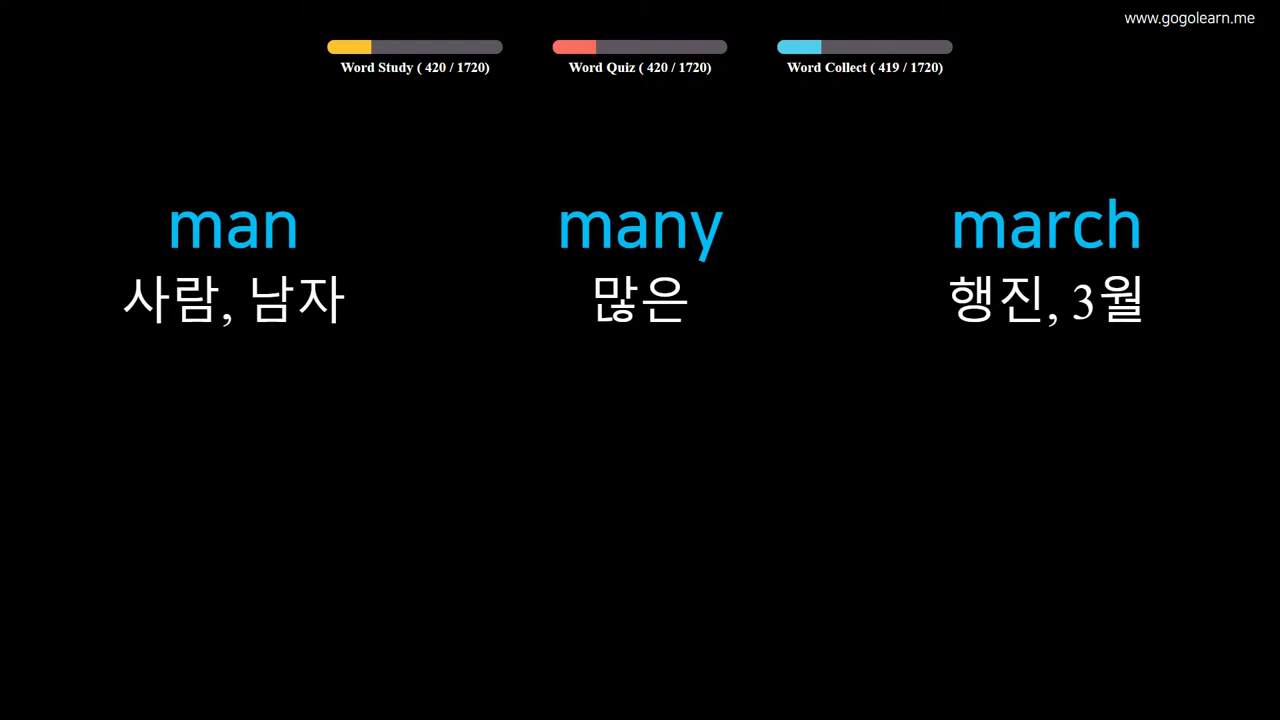 www.gogolearn.me
Word Study ( 420 / 1720)
Word Quiz ( 420 / 1720)
Word Collect ( 419 / 1720)
man
사람, 남자
many
많은
march
행진, 3월